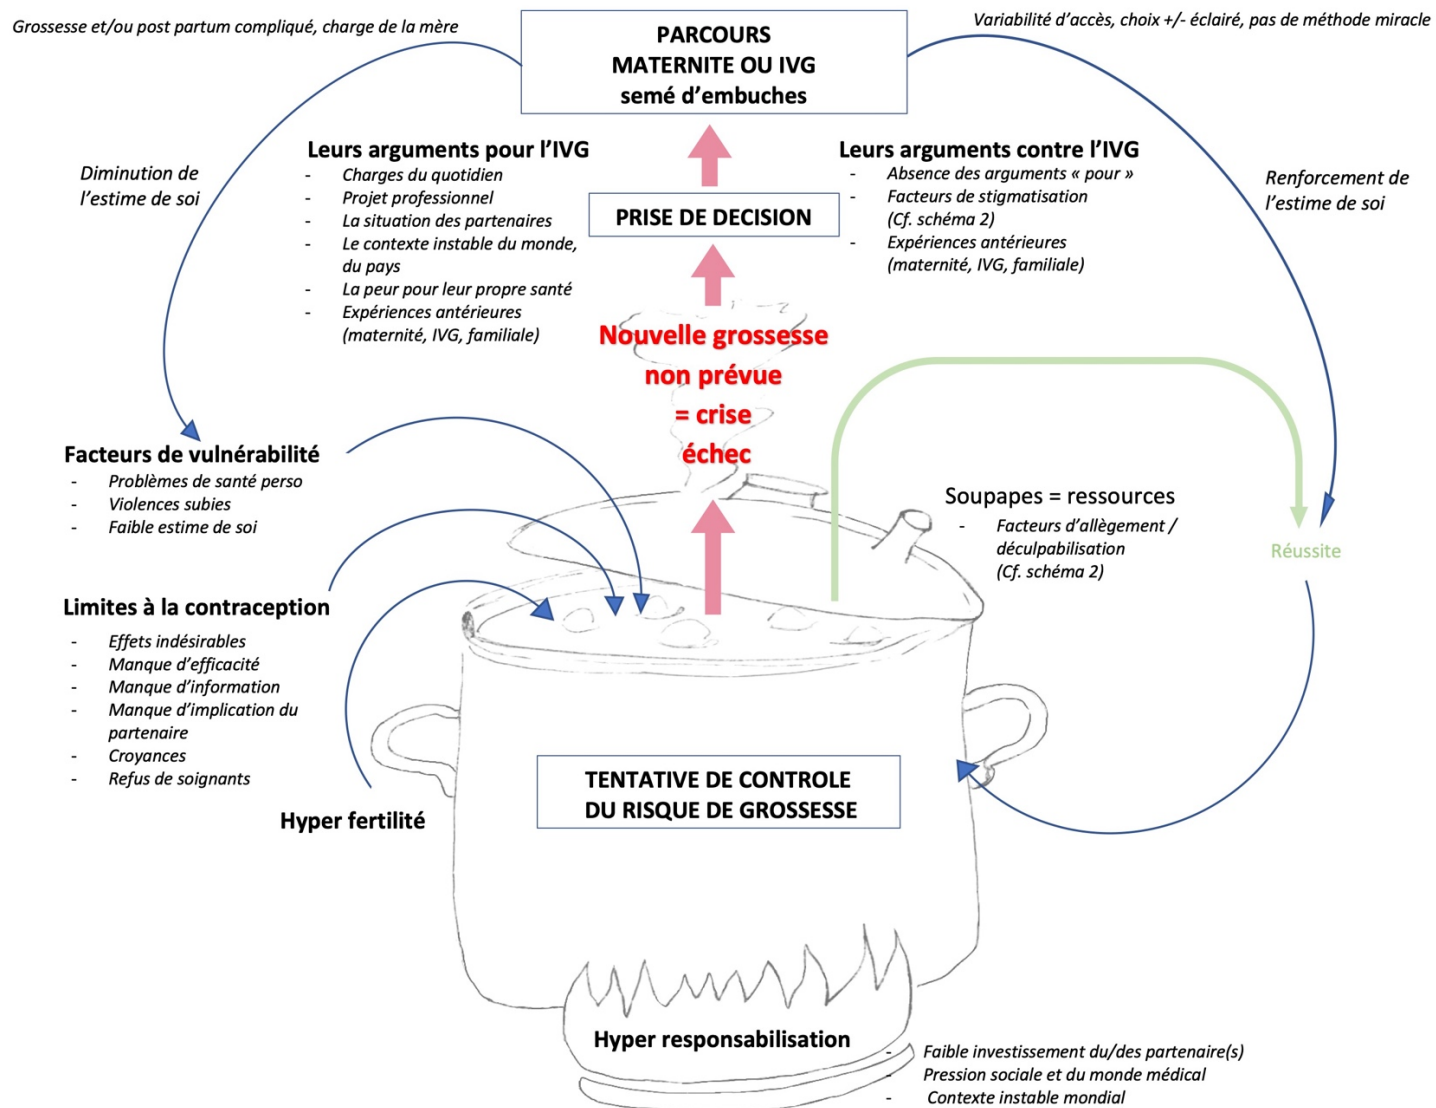 Grossesse et/ou post partum compliqué, charge de la mère
Variabilité d'accès, choix +/- éclairé, pas de méthode miracle
PARCOURS
MATERNITE OU IVG
semé d'embuches
Diminution de
l'estime de soi
Leurs arguments pour l'IVG
- Charges du quotidien
- Projet professionnel
- La situation des partenaires
- Le contexte instable du monde,
du pays
- La peur pour leur propre santé
- Expériences antérieures
(maternité, IVG, familiale)
PRISE DE DECISION
Leurs arguments contre l'IVG
- Absence des arguments « pour »
- Facteurs de stigmatisation
(Cf. schéma 2)
- Expériences antérieures
(maternité, IVG, familiale)
Renforcement de
l'estime de soi
Nouvelle grossesse
non prévue
= crise
échec
Facteurs de vulnérabilité
- Problèmes de santé perso
- Violences subies
- Faible estime de soi
Soupapes = ressources
- Facteurs d'allègement /
déculpabilisation
(Cf. schéma 2)
Réussite
Limites à la contraception
- Effets indésirables
- Manque d'efficacité
- Manque d'information
- Manque d'implication du
partenaire
- Croyances
- Refus de soignants
Hyper fertilité
TENTATIVE DE CONTROLE
DU RISQUE DE GROSSESSE
Hyper responsabilisation
- Faible investissement du/des partenaire(s)
- Pression sociale et du monde médical
- Contexte instable mondial